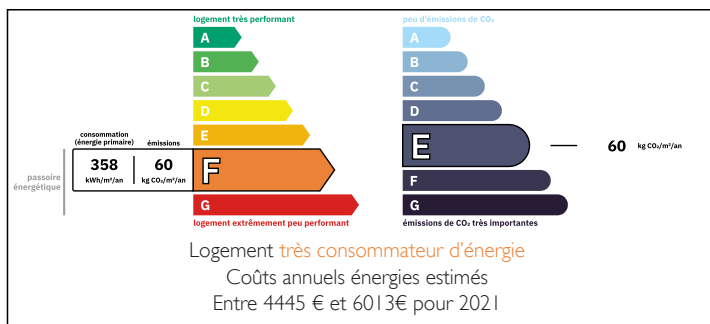 logement très performant
A
B
C
D
E
consommation
(énergie primaire)
émissions
358
kWh/m²/an
60
kg CO₂/m²/an
F
passoire
énergétique
G
logement extrêmement peu performant
peu d'émissions de CO₂
A
B
C
D
E
60 kg CO₂/m²/an
F
G
émissions de CO₂ très importantes
Logement très consommateur d'énergie
Coûts annuels énergies estimés
Entre 4445 € et 6013€ pour 2021